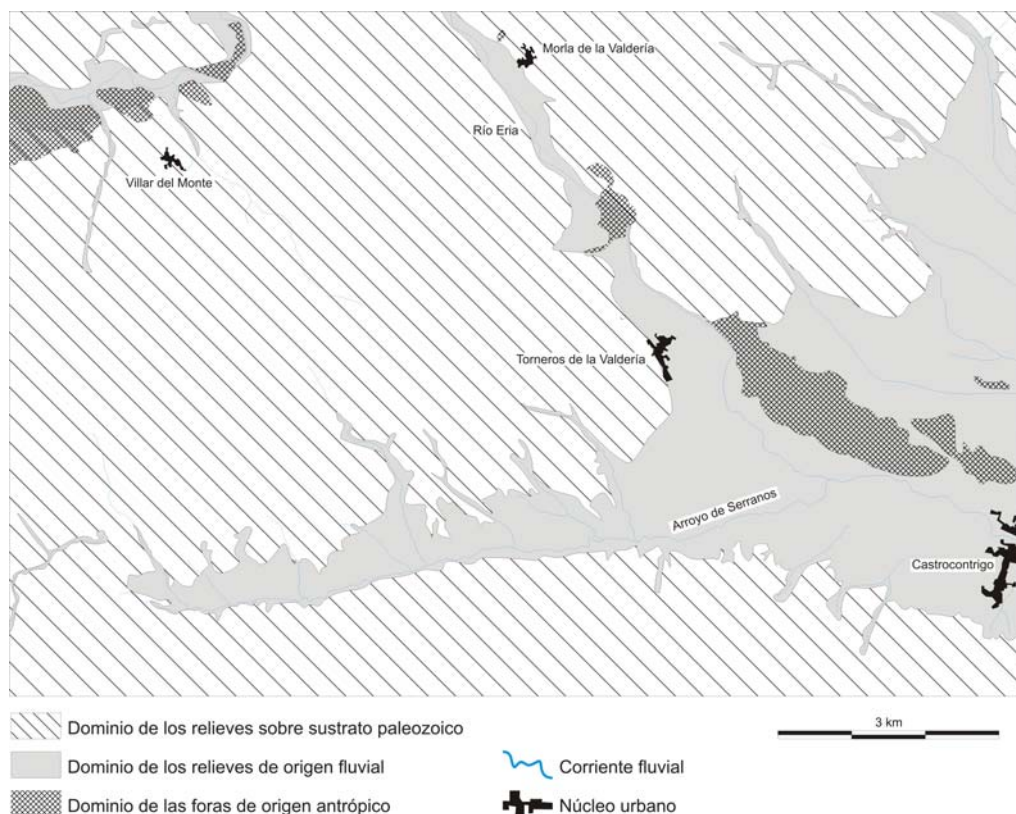 Morla de la Valdería
Río Eria
Villar del Monte
Torneros de la Valdería
Arroyo de Serranos
Castrocontrigo
Dominio de los relieves sobre sustrato paleozoico
3 km
Dominio de los relieves de origen fluvial
Corriente fluvial
Dominio de las foras de origen antrópico
Núcleo urbano